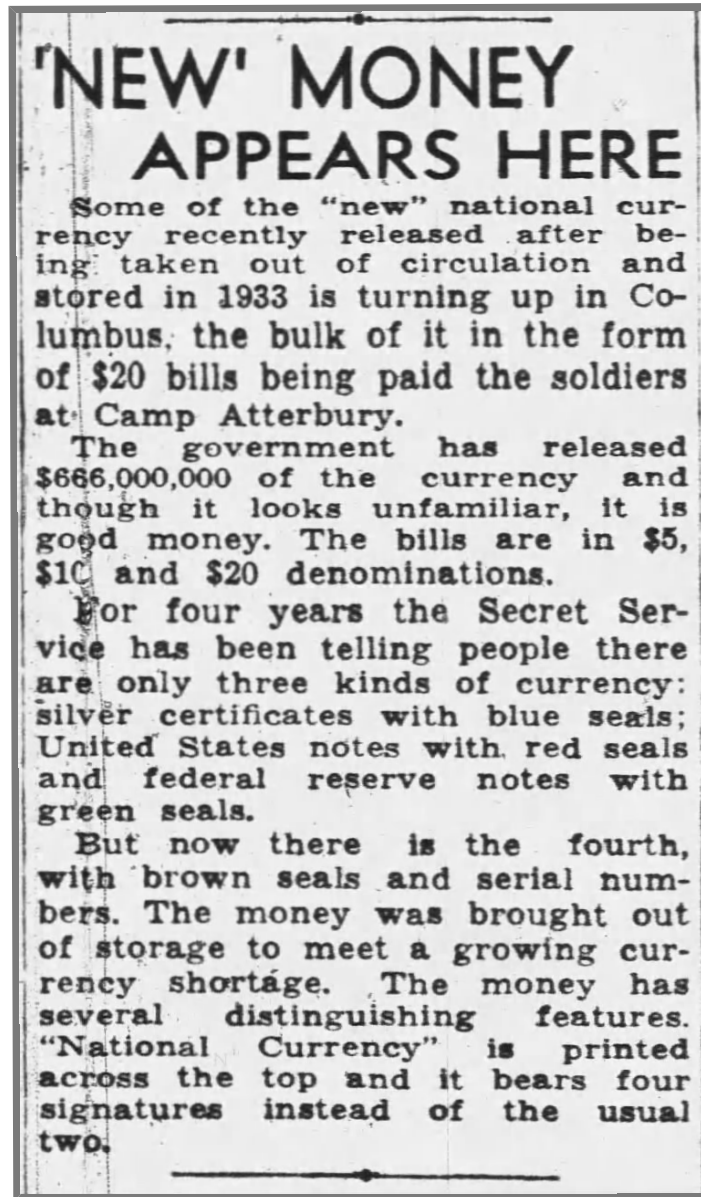 'NEW' MONEY
APPEARS HERE
Some of the "new" national cur-
rency recently released after be-
ing taken out of circulation and
stored in 1933 is turning up in Co-
lumbus, the bulk of it in the form
of $20 bills being paid the soldiers
at Camp Atterbury.
The government has released
$666,000,000 of the currency and
though it looks unfamiliar, it is
good money. The bills are in $5,
$10 and $20 denominations.
For four years the Secret Ser-
vice has been telling people there
are only three kinds of currency:
silver certificates with blue seals;
United States notes with red seals
and federal reserve notes with
green seals.
But now there is the fourth,
with brown seals and serial num-
bers. The money was brought out
of storage to meet a growing cur-
rency shortage. The money has
several distinguishing features.
"National Currency" is printed
across the top and it bears four
signatures instead of the usual
two.